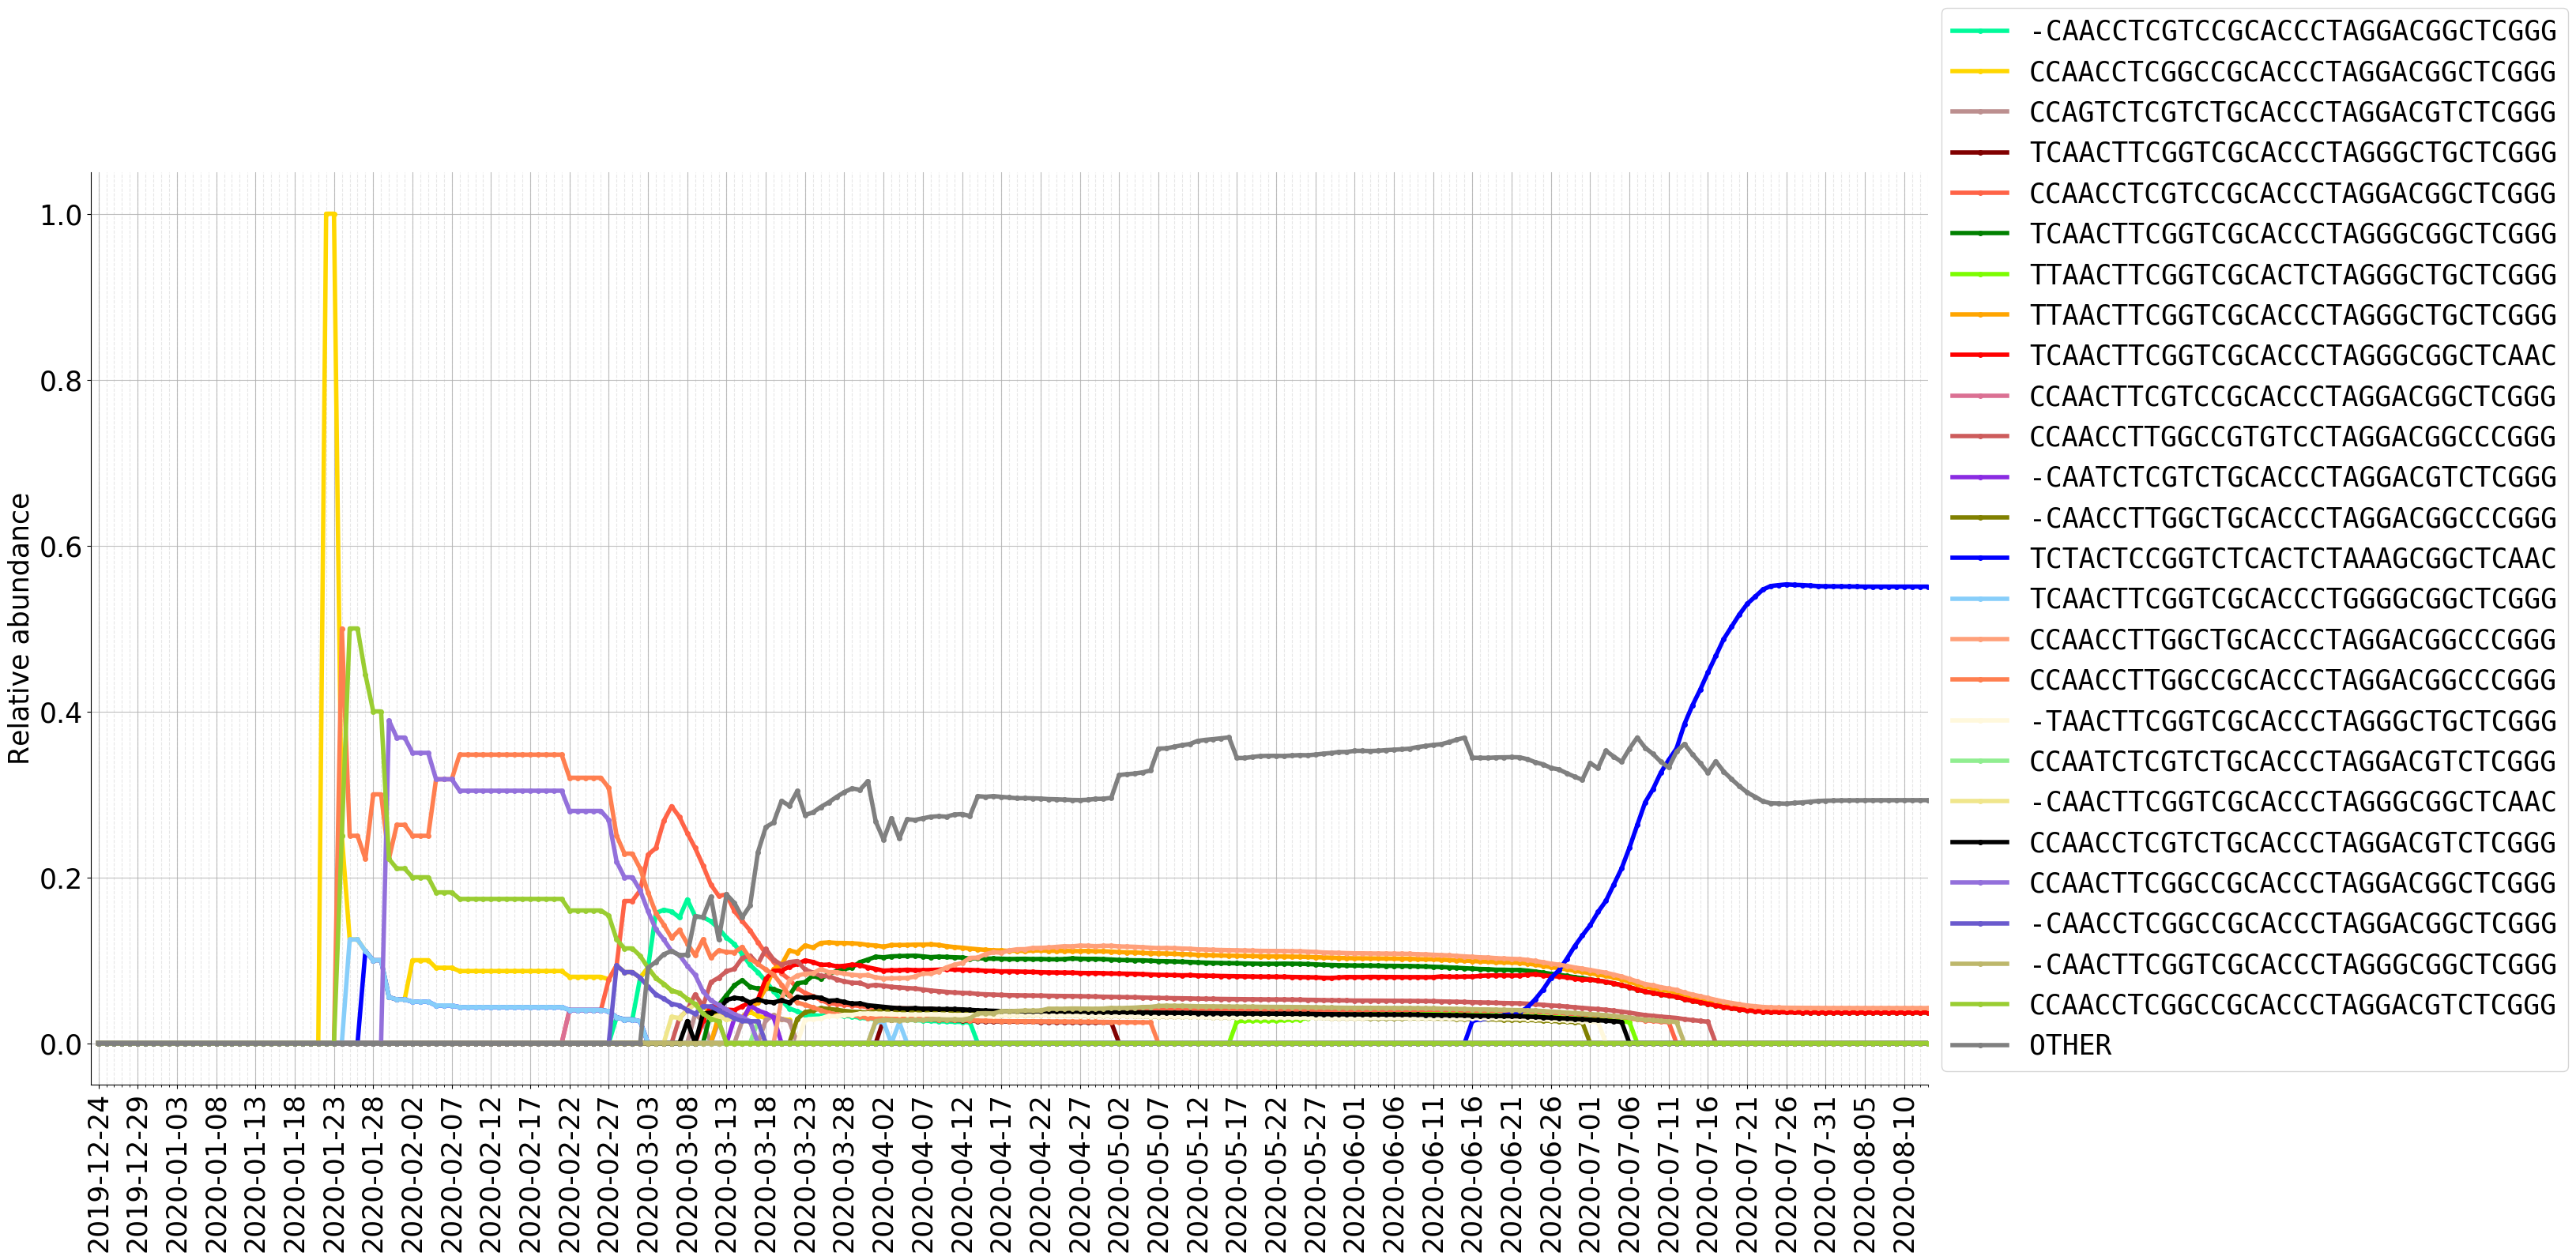 -CAACCTCGTCCGCACCCTAGGACGGCTCGGG
CCAACCTCGGCCGCACCCTAGGACGGCTCGGG
CCAGTCTCGTCTGCACCCTAGGACGTCTCGGG
TCAACTTCGGTCGCACCCTAGGGCTGCTCGGG
CCAACCTCGTCCGCACCCTAGGACGGCTCGGG
TCAACTTCGGTCGCACCCTAGGGCGGCTCGGG
TTAACTTCGGTCGCACTCTAGGGCTGCTCGGG
TTAACTTCGGTCGCACCCTAGGGCTGCTCGGG
TCAACTTCGGTCGCACCCTAGGGCGGCTCAAC
CCAACTTCGTCCGCACCCTAGGACGGCTCGGG
CCAACCTTGGCCGTGTCCTAGGACGGCCCGGG
-CAATCTCGTCTGCACCCTAGGACGTCTCGGG
-CAACCTTGGCTGCACCCTAGGACGGCCCGGG
TCTACTCCGGTCTCACTCTAAAGCGGCTCAAC
TCAACTTCGGTCGCACCCTGGGGCGGCTCGGG
CCAACCTTGGCTGCACCCTAGGACGGCCCGGG
CCAACCTTGGCCGCACCCTAGGACGGCCCGGG
-TAACTTCGGTCGCACCCTAGGGCTGCTCGGG
CCAATCTCGTCTGCACCCTAGGACGTCTCGGG
-CAACTTCGGTCGCACCCTAGGGCGGCTCAAC
CCAACCTCGTCTGCACCCTAGGACGTCTCGGG
CCAACTTCGGCCGCACCCTAGGACGGCTCGGG
-CAACCTCGGCCGCACCCTAGGACGGCTCGGG
-CAACTTCGGTCGCACCCTAGGGCGGCTCGGG
CCAACCTCGGCCGCACCCTAGGACGTCTCGGG
OTHER
Relative abundance
1.0
0.8
0.6
0.4
0.2
0.0
2019-12-24
2019-12-29
2020-01-03
2020-01-08
2020-01-13
2020-01-18
2020-01-23
2020-01-28
2020-02-02
2020-02-07
2020-02-12
2020-02-17
2020-02-22
2020-02-27
2020-03-03
2020-03-08
2020-03-13
2020-03-18
2020-03-23
2020-03-28
2020-04-02
2020-04-07
2020-04-12
2020-04-17
2020-04-22
2020-04-27
2020-05-02
2020-05-07
2020-05-12
2020-05-17
2020-05-22
2020-05-27
2020-06-01
2020-06-06
2020-06-11
2020-06-16
2020-06-21
2020-06-26
2020-07-01
2020-07-06
2020-07-11
2020-07-16
2020-07-21
2020-07-26
2020-07-31
2020-08-05
2020-08-10